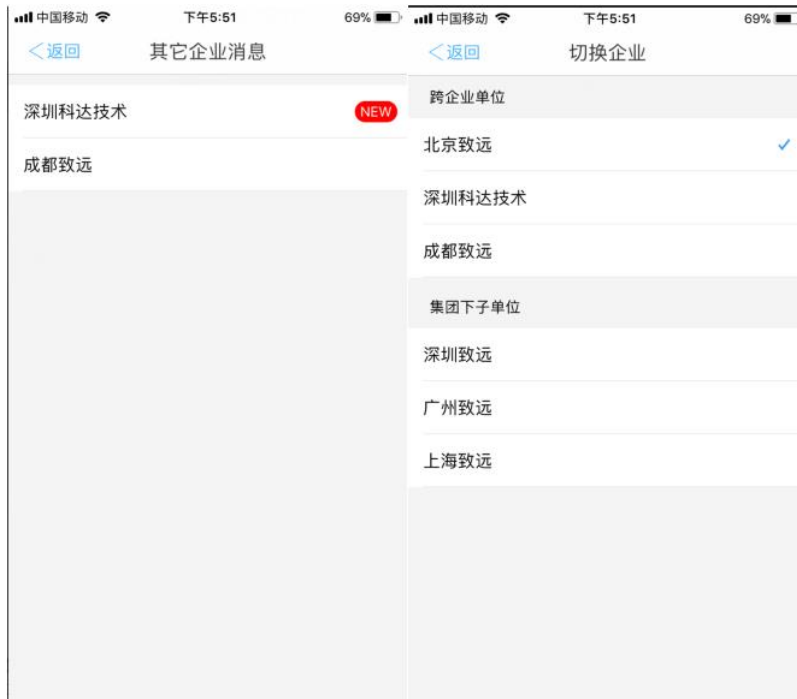 中国移动 下午5:51 69%
返回 其它企业消息
深圳科达技术 NEW
成都致远
中国移动 下午5:51 69%
返回 切换企业
跨企业单位
北京致远
深圳科达技术
成都致远
集团下子单位
深圳致远
广州致远
上海致远